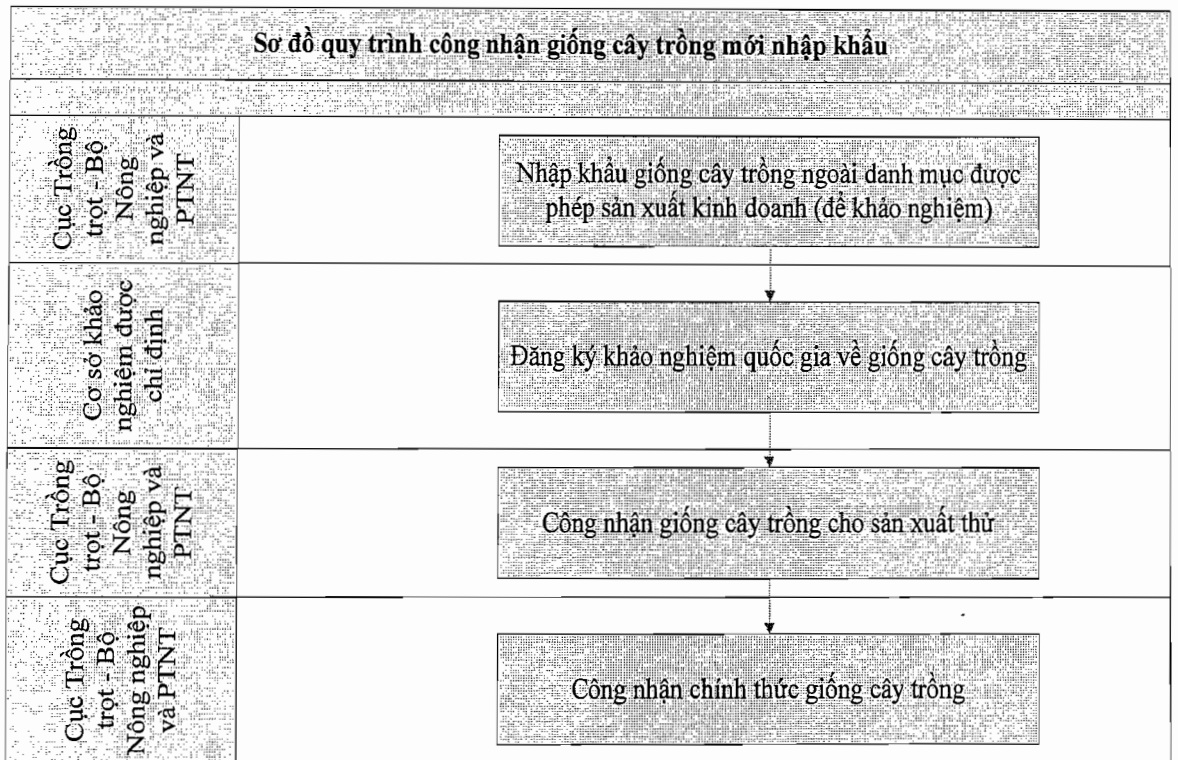 Sơ đồ quy trình công nhận giống cây trồng mới nhập khẩu
Cục Trồng
trọt - Bộ
Nông
nghiệp và
PTNT
Nhập khẩu giống cây trồng ngoài danh mục được
phép sản xuất kinh doanh (để khảo nghiệm)
Cơ sở khảo
nghiệm được
chỉ định
Đăng ký khảo nghiệm quốc gia về giống cây trồng
Cục Trồng
trọt - Bộ
Nông
nghiệp và
PTNT
Công nhận giống cây trồng cho sản xuất thử
Cục Trồng
trọt - Bộ
Nông nghiệp
và PTNT
Công nhận chính thức giống cây trồng